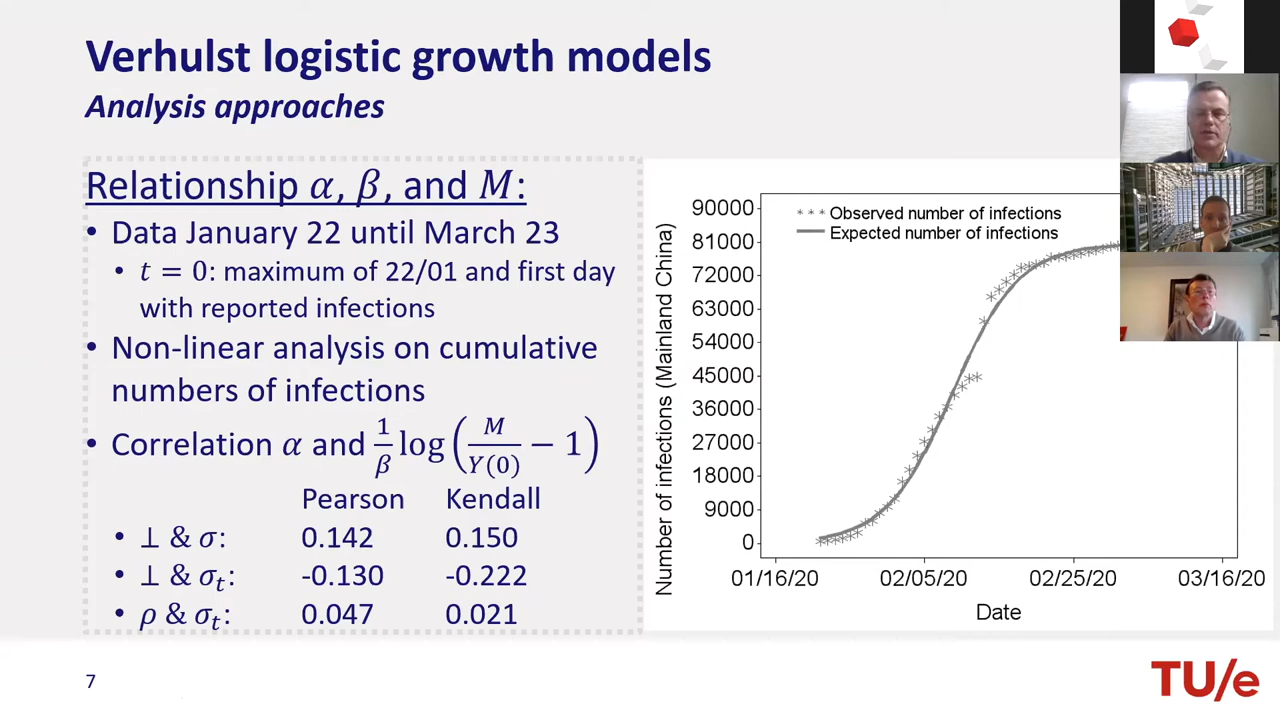 Verhulst logistic growth models
Analysis approaches
Relationship α, β, and M:
• Data January 22 until March 23
• t = 0: maximum of 22/01 and first day
with reported infections
• Non-linear analysis on cumulative
numbers of infections
• Correlation α and 1/β log(M/Y(0) − 1)
Pearson Kendall
• ⊥ & σ: 0.142 0.150
• ⊥ & σₜ: -0.130 -0.222
• ρ & σₜ: 0.047 0.021
Number of infections (Mainland China)
90000
81000
72000
63000
54000
45000
36000
27000
18000
9000
0
* * * Observed number of infections
Expected number of infections
01/16/20 02/05/20 02/25/20 03/16/20
Date
7
TU/e